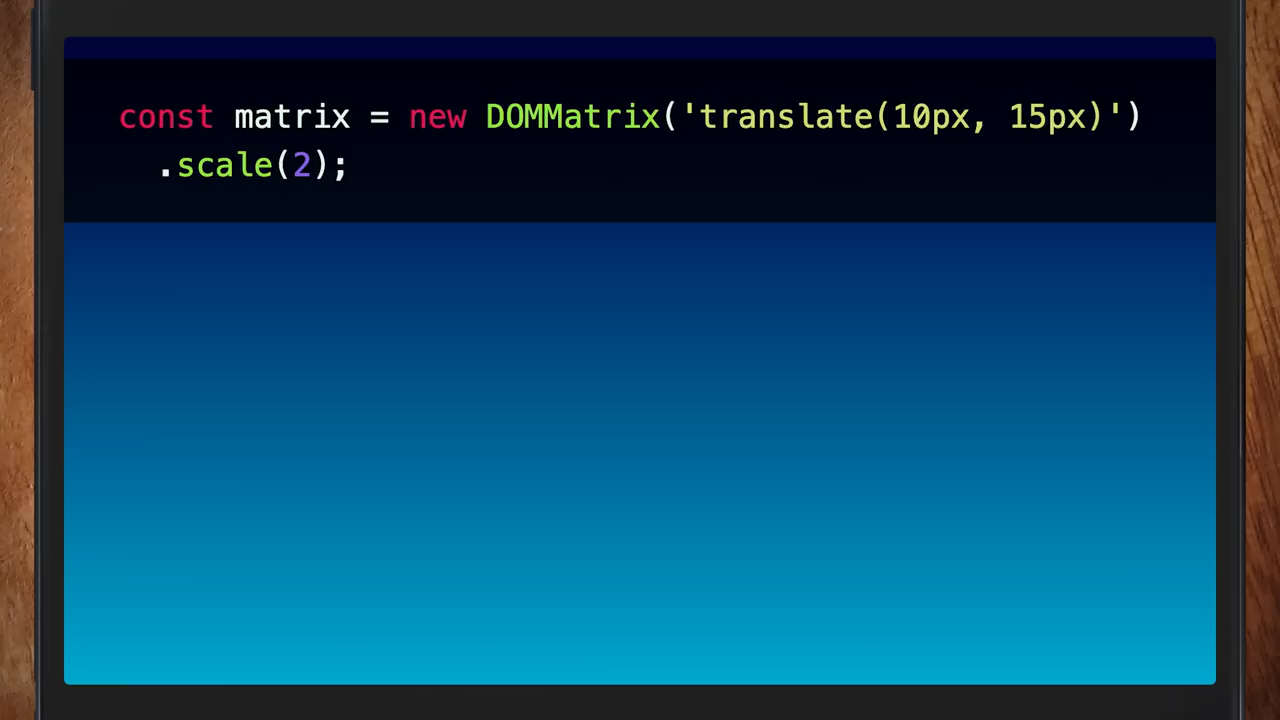 const matrix = new DOMMatrix('translate(10px, 15px)')
.scale(2);